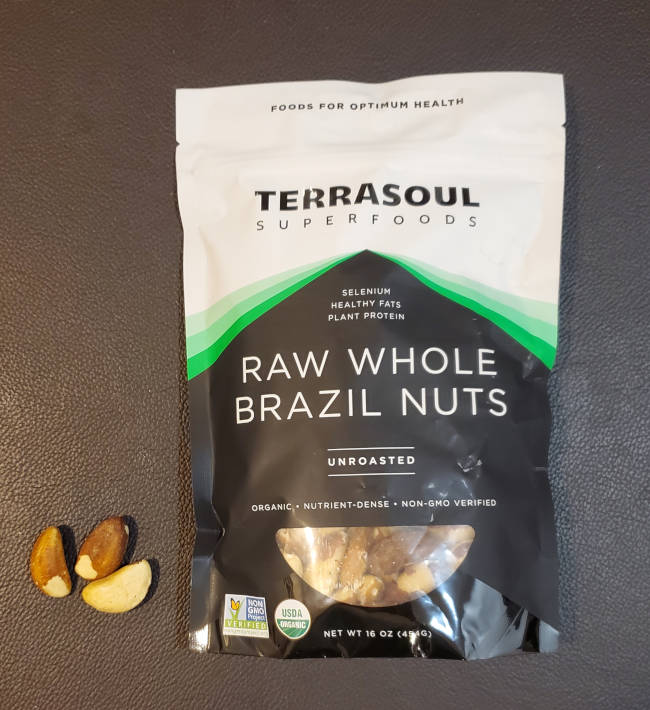 FOODS FOR OPTIMUM HEALTH
TERRASOUL
SUPERFOODS
SELENIUM
HEALTHY FATS
PLANT PROTEIN
RAW WHOLE
BRAZIL NUTS
UNROASTED
ORGANIC • NUTRIENT-DENSE • NON-GMO VERIFIED
NON
GMO
Project
VERIFIED
USDA
ORGANIC
NET WT 16 OZ (454G)